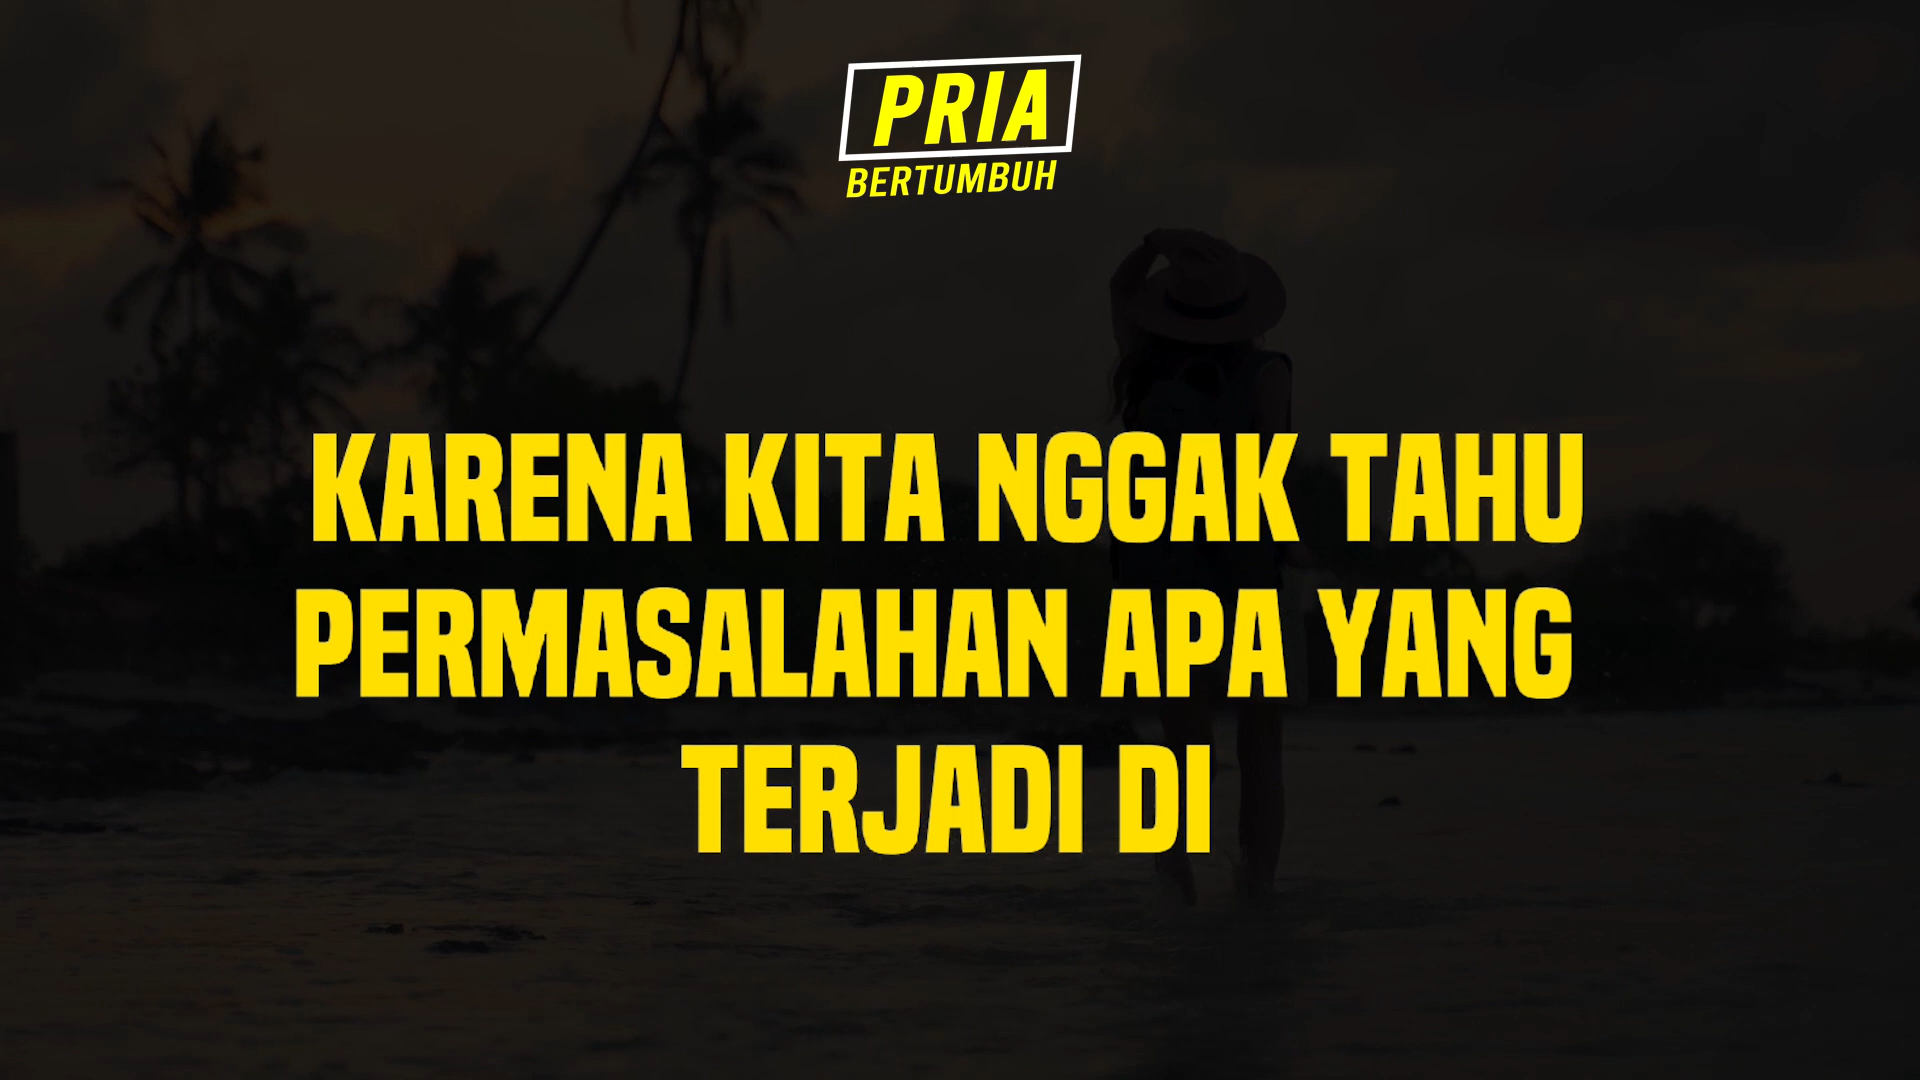 PRIA
BERTUMBUH
KARENA KITA NGGAK TAHU
PERMASALAHAN APA YANG
TERJADI DI